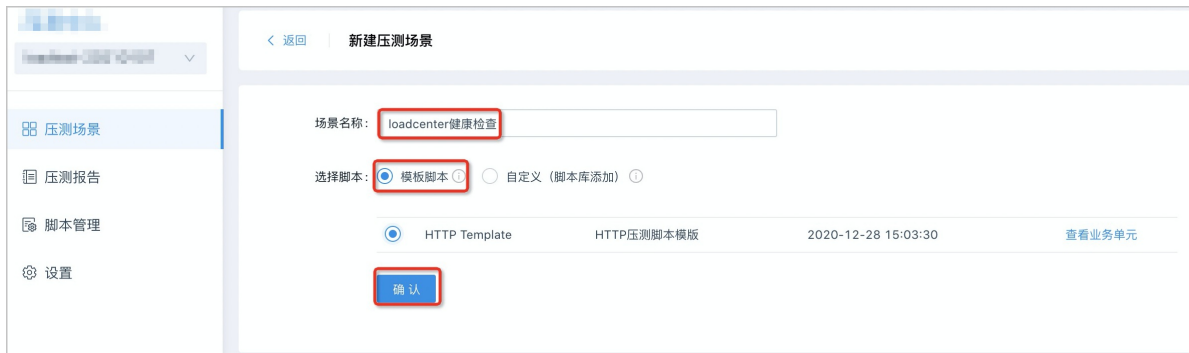 返回
新建压测场景
场景名称：
loadcenter健康检查
压测场景
选择脚本：
模板脚本
自定义（脚本库添加）
压测报告
脚本管理
HTTP Template
HTTP压测脚本模版
2020-12-28 15:03:30
查看业务单元
设置
确认